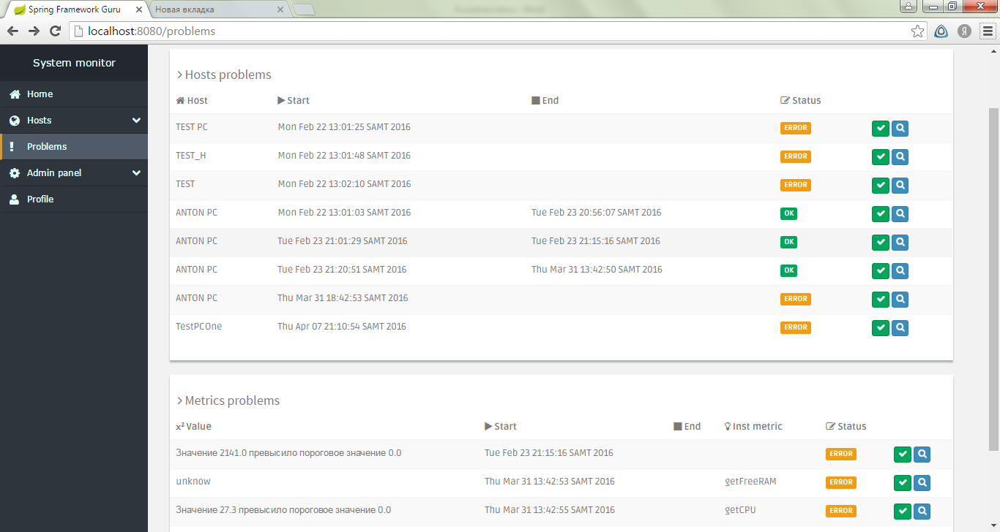 Spring Framework Guru
Новая вкладка
localhost:8080/problems
Я
System monitor
Home
Hosts
Problems
Admin panel
Profile
Hosts problems
Host Start End Status
TEST PC Mon Feb 22 13:01:25 SAMT 2016 ERROR
TEST_H Mon Feb 22 13:01:48 SAMT 2016 ERROR
TEST Mon Feb 22 13:02:10 SAMT 2016 ERROR
ANTON PC Mon Feb 22 13:01:03 SAMT 2016 Tue Feb 23 20:56:07 SAMT 2016 OK
ANTON PC Tue Feb 23 21:01:29 SAMT 2016 Tue Feb 23 21:15:16 SAMT 2016 OK
ANTON PC Tue Feb 23 21:20:51 SAMT 2016 Thu Mar 31 13:42:50 SAMT 2016 OK
ANTON PC Thu Mar 31 18:42:53 SAMT 2016 ERROR
TestPCOne Thu Apr 07 21:10:54 SAMT 2016 ERROR
Metrics problems
x² Value Start End Inst metric Status
Значение 2141.0 превысило пороговое значение 0.0 Tue Feb 23 21:15:16 SAMT 2016 ERROR
unknow Thu Mar 31 13:42:53 SAMT 2016 getFreeRAM ERROR
Значение 27.3 превысило пороговое значение 0.0 Thu Mar 31 13:42:55 SAMT 2016 getCPU ERROR